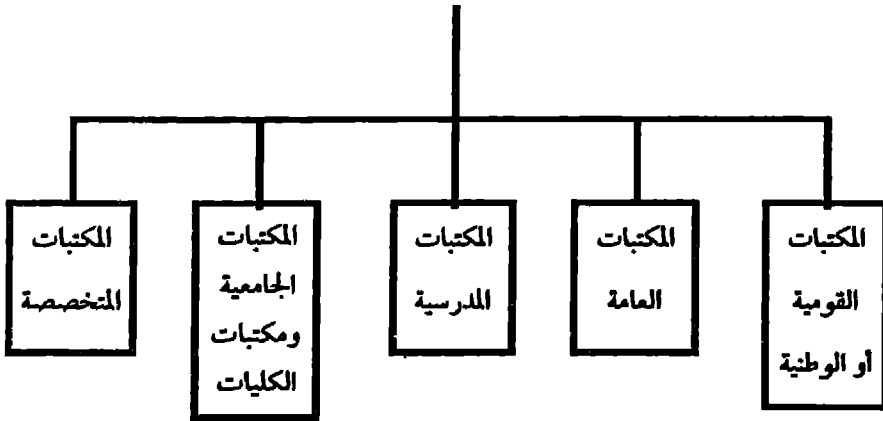 المكتبات
القومية
أو الوطنية
المكتبات
العامة
المكتبات
المدرسية
المكتبات
الجامعية
ومكتبات
الكليات
المكتبات
المتخصصة